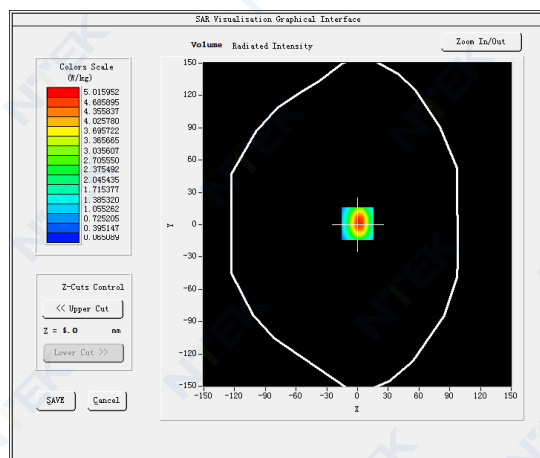 SAR Visualisation Graphical Interface
Volume Radiated Intensity
Zoom In/Out
Colors Scale
(W/kg)
5.015952
4.685895
4.355837
4.025780
3.695722
3.365665
3.035607
2.705550
2.375492
2.045435
1.715377
1.385320
1.055262
0.725205
0.395147
0.065089
Z-Cuts Control
<< Upper Cut
Z = 4.0 mm
Lower Cut >>
SAVE
Cancel
150
120
90
60
30
0
-30
-60
-90
-120
-150
Y
-150 -120 -90 -60 -30 0 30 60 90 120 150
X
NTEK